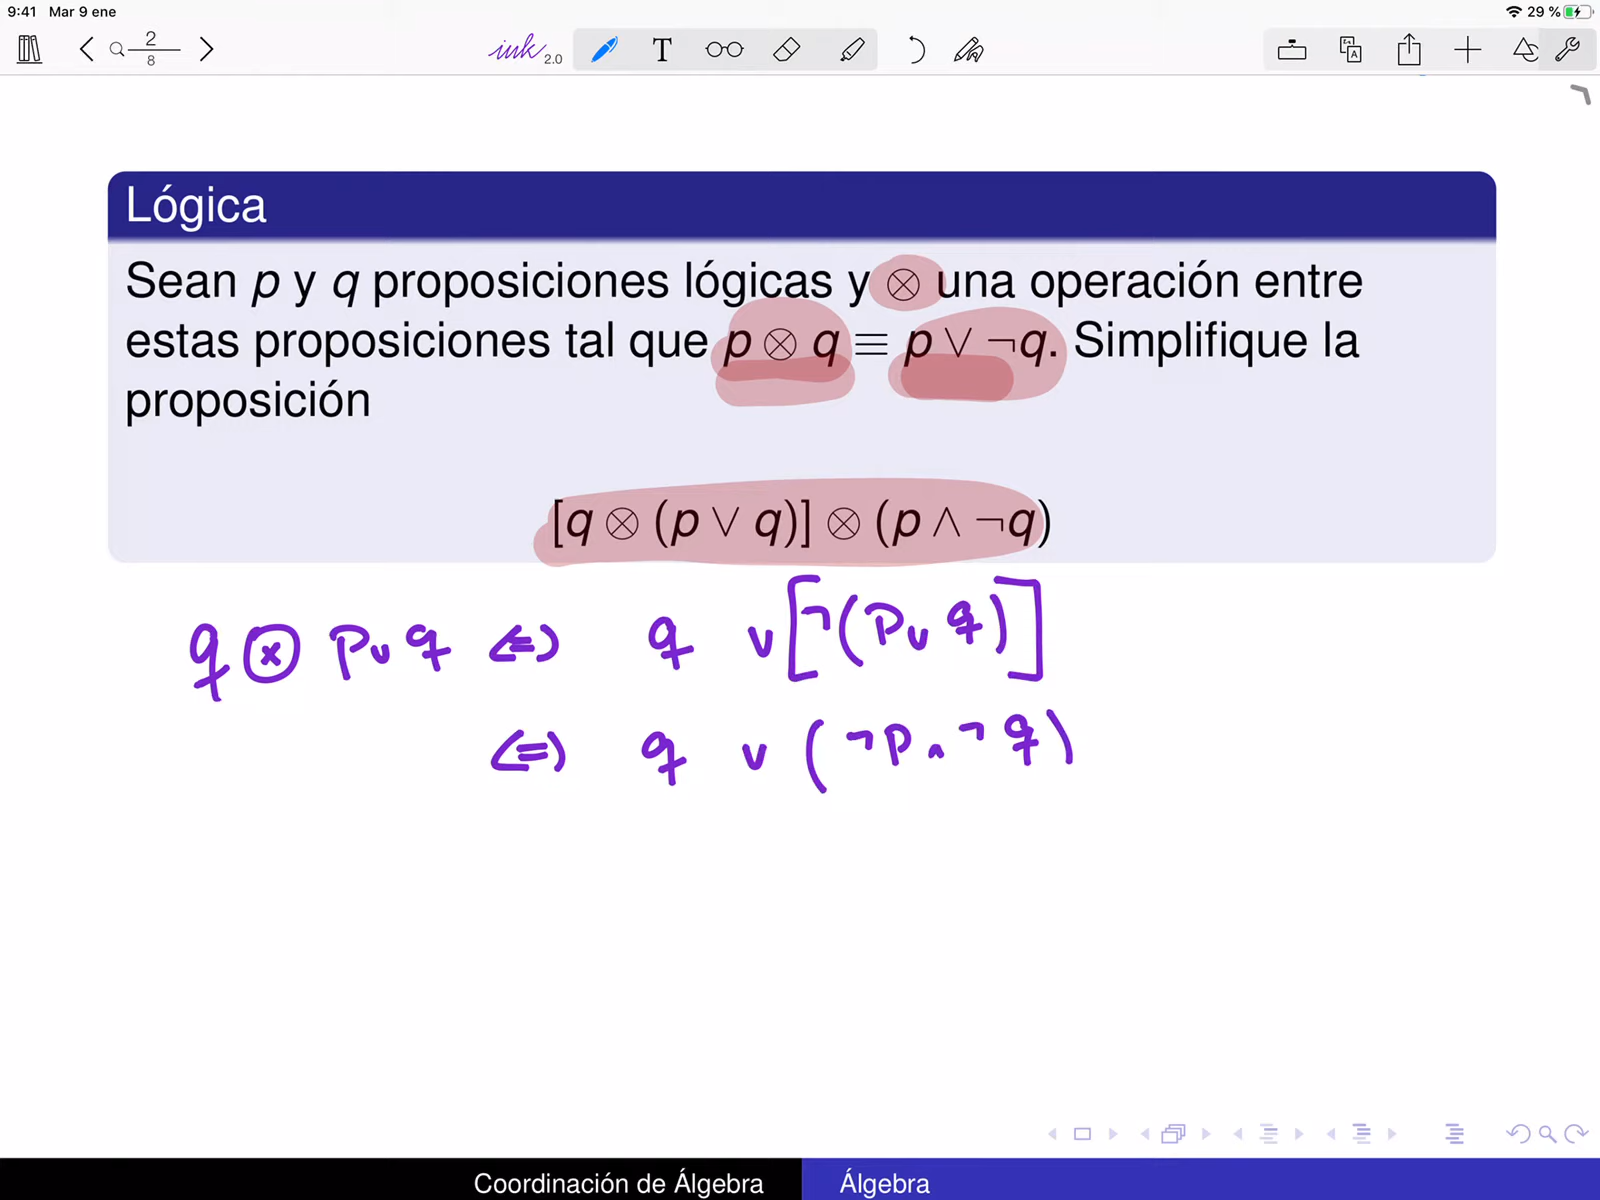 9:41 Mar 9 ene 29 %
2
8
ink 2.0
T
Lógica
Sean p y q proposiciones lógicas y ⊗ una operación entre
estas proposiciones tal que p ⊗ q ≡ p ∨ ¬q. Simplifique la
proposición
[q ⊗ (p ∨ q)] ⊗ (p ∧ ¬q)
q ⊗ p ∨ q ⇔ q ∨ [¬(p ∨ q)]
⇔ q ∨ (¬p ∧ ¬q)
Coordinación de Álgebra Álgebra